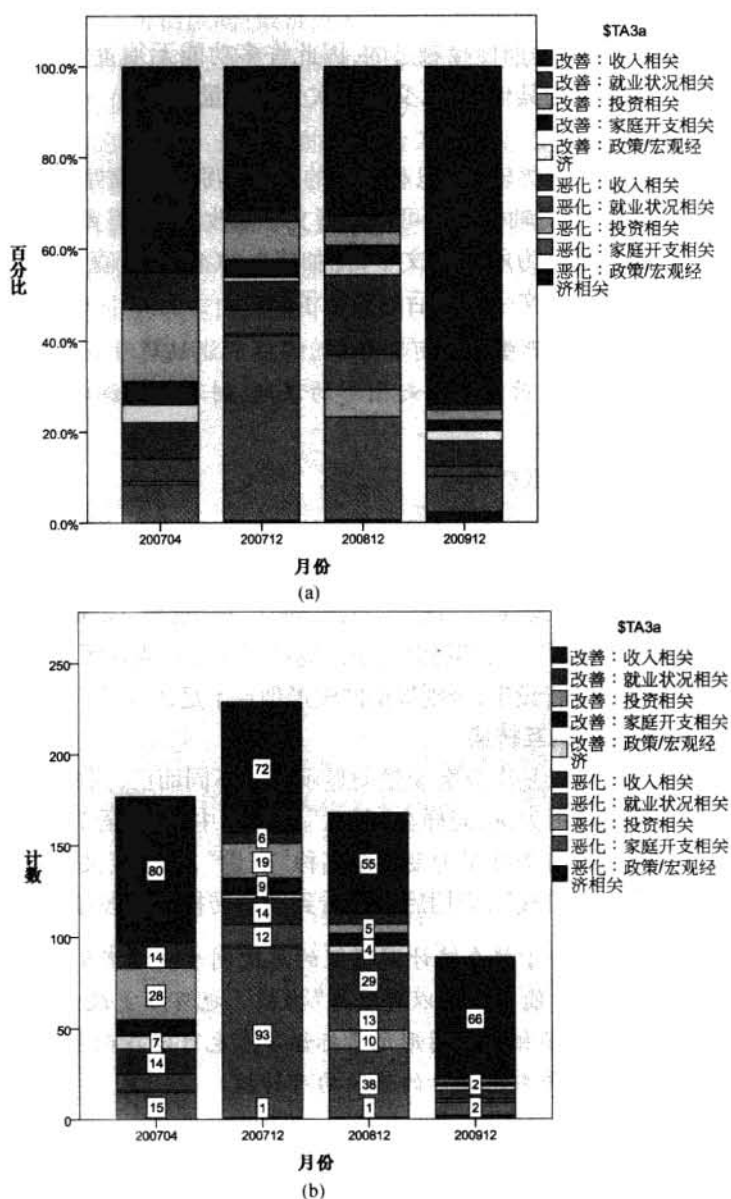 $TA3a
改善：收入相关
改善：就业状况相关
改善：投资相关
改善：家庭开支相关
改善：政策/宏观经
济
恶化：收入相关
恶化：就业状况相关
恶化：投资相关
恶化：家庭开支相关
恶化：政策/宏观经
济相关
百分比
100.0%
80.0%
60.0%
40.0%
20.0%
0.0%
200704 200712 200812 200912
月份
(a)
$TA3a
改善：收入相关
改善：就业状况相关
改善：投资相关
改善：家庭开支相关
改善：政策/宏观经
济
恶化：收入相关
恶化：就业状况相关
恶化：投资相关
恶化：家庭开支相关
恶化：政策/宏观经
济相关
计数
250
200
150
100
50
0
80
14
28
7
14
15
72
6
19
9
14
12
93
1
55
5
4
29
13
10
38
1
66
2
2
200704 200712 200812 200912
月份
(b)